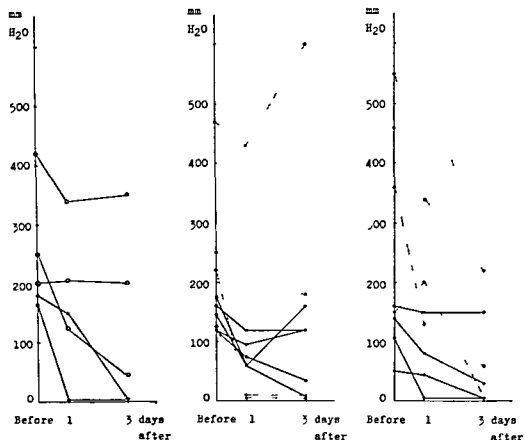 mm mm mm
H2O H2O H2O
500 500 500
400 400 400
300 300 300
200 200 200
100 100 100
0 0 0
Before 1 3 days Before 1 3 days Before 1 3 days
after after after